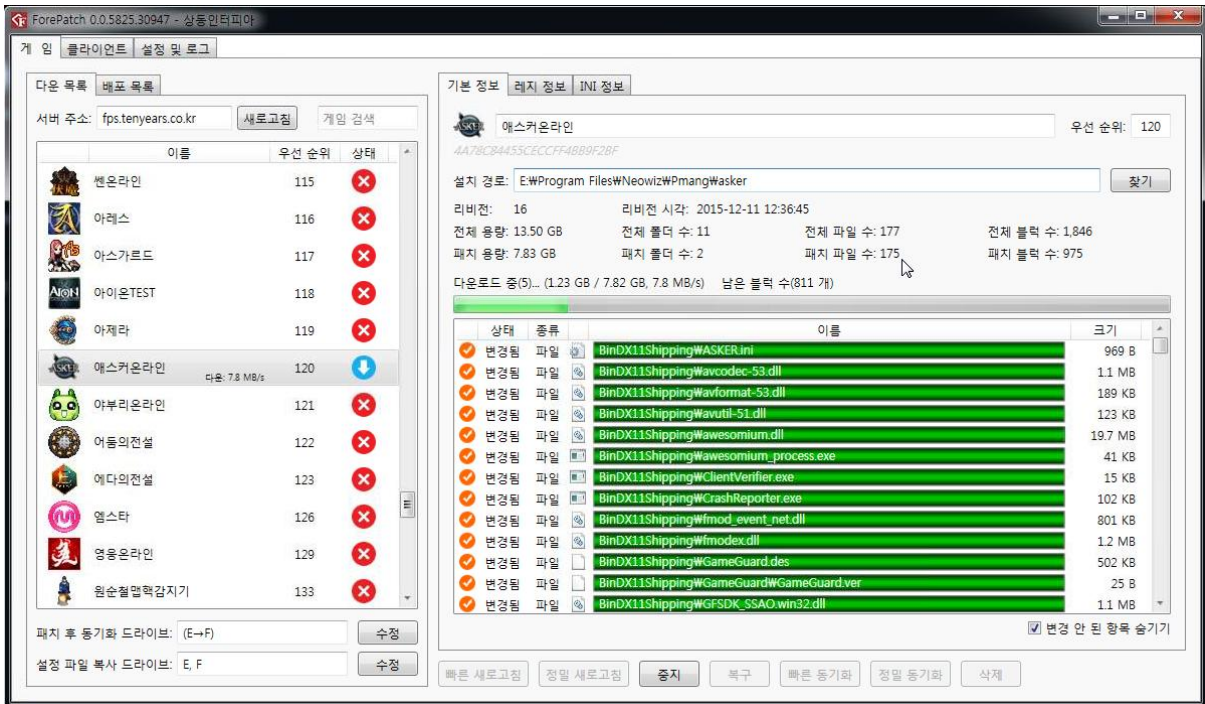 ForePatch 0.0.5825.30947 - 상동인터피아
게 임 클라이언트 설정 및 로그
다운 목록 배포 목록
서버 주소: fps.tenyears.co.kr 새로고침 게임 검색
이름 우선 순위 상태
쎈온라인 115
아레스 116
아스가르드 117
아이온TEST 118
아제라 119
애스커온라인 다운: 7.8 MB/s 120
야부리온라인 121
어둠의전설 122
에다의전설 123
엠스타 126
영웅온라인 129
원순철맵핵감지기 133
패치 후 동기화 드라이브: (E→F) 수정
설정 파일 복사 드라이브: E, F 수정
기본 정보 레지 정보 INI 정보
애스커온라인 우선 순위: 120
4A78C84455CECCFF4BB9F2BF
설치 경로: E:₩Program Files₩Neowiz₩Pmang₩asker 찾기
리비전: 16 리비전 시각: 2015-12-11 12:36:45
전체 용량: 13.50 GB 전체 폴더 수: 11 전체 파일 수: 177 전체 블럭 수: 1,846
패치 용량: 7.83 GB 패치 폴더 수: 2 패치 파일 수: 175 패치 블럭 수: 975
다운로드 중(5)... (1.23 GB / 7.82 GB, 7.8 MB/s) 남은 블럭 수(811 개)
상태 종류 이름 크기
변경됨 파일 BinDX11Shipping₩ASKER.ini 969 B
변경됨 파일 BinDX11Shipping₩avcodec-53.dll 1.1 MB
변경됨 파일 BinDX11Shipping₩avformat-53.dll 189 KB
변경됨 파일 BinDX11Shipping₩avutil-51.dll 123 KB
변경됨 파일 BinDX11Shipping₩awesomium.dll 19.7 MB
변경됨 파일 BinDX11Shipping₩awesomium_process.exe 41 KB
변경됨 파일 BinDX11Shipping₩ClientVerifier.exe 15 KB
변경됨 파일 BinDX11Shipping₩CrashReporter.exe 102 KB
변경됨 파일 BinDX11Shipping₩fmod_event_net.dll 801 KB
변경됨 파일 BinDX11Shipping₩fmodex.dll 1.2 MB
변경됨 파일 BinDX11Shipping₩GameGuard.des 502 KB
변경됨 파일 BinDX11Shipping₩GameGuard₩GameGuard.ver 25 B
변경됨 파일 BinDX11Shipping₩GFSDK_SSAO.win32.dll 1.1 MB
변경 안 된 항목 숨기기
빠른 새로고침 정밀 새로고침 중지 복구 빠른 동기화 정밀 동기화 삭제